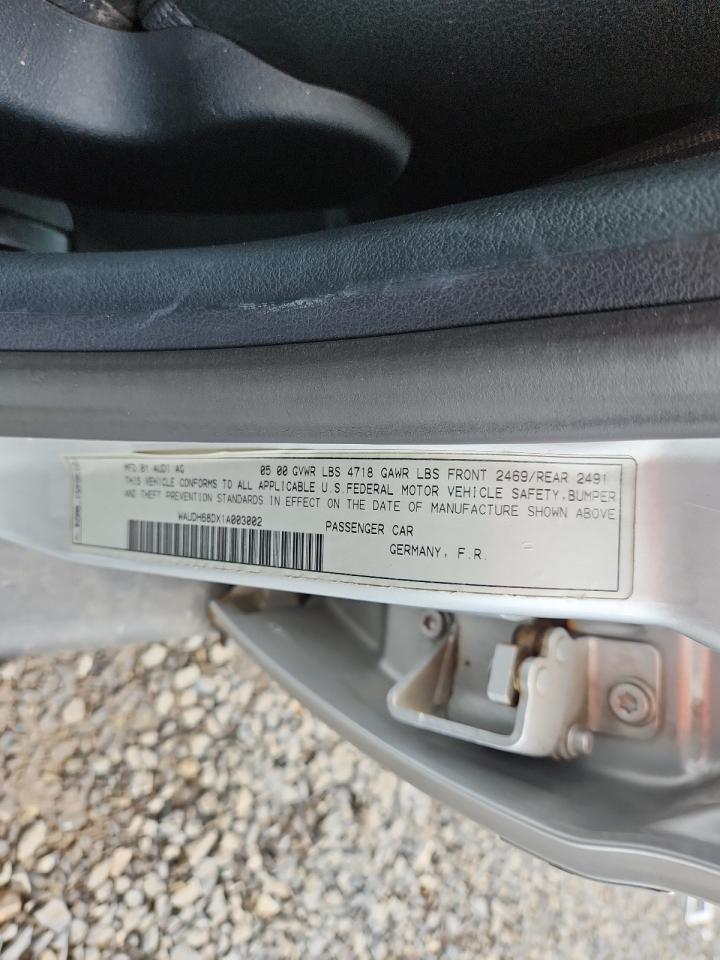 MFD BY AUDI AG 05 00 GVWR LBS 4718 GAWR LBS FRONT 2469/REAR 2491
THIS VEHICLE CONFORMS TO ALL APPLICABLE U.S.FEDERAL MOTOR VEHICLE SAFETY,BUMPER
AND THEFT PREVENTION STANDARDS IN EFFECT ON THE DATE OF MANUFACTURE SHOWN ABOVE
WAUDH68DX1A003002 PASSENGER CAR
GERMANY, F.R.